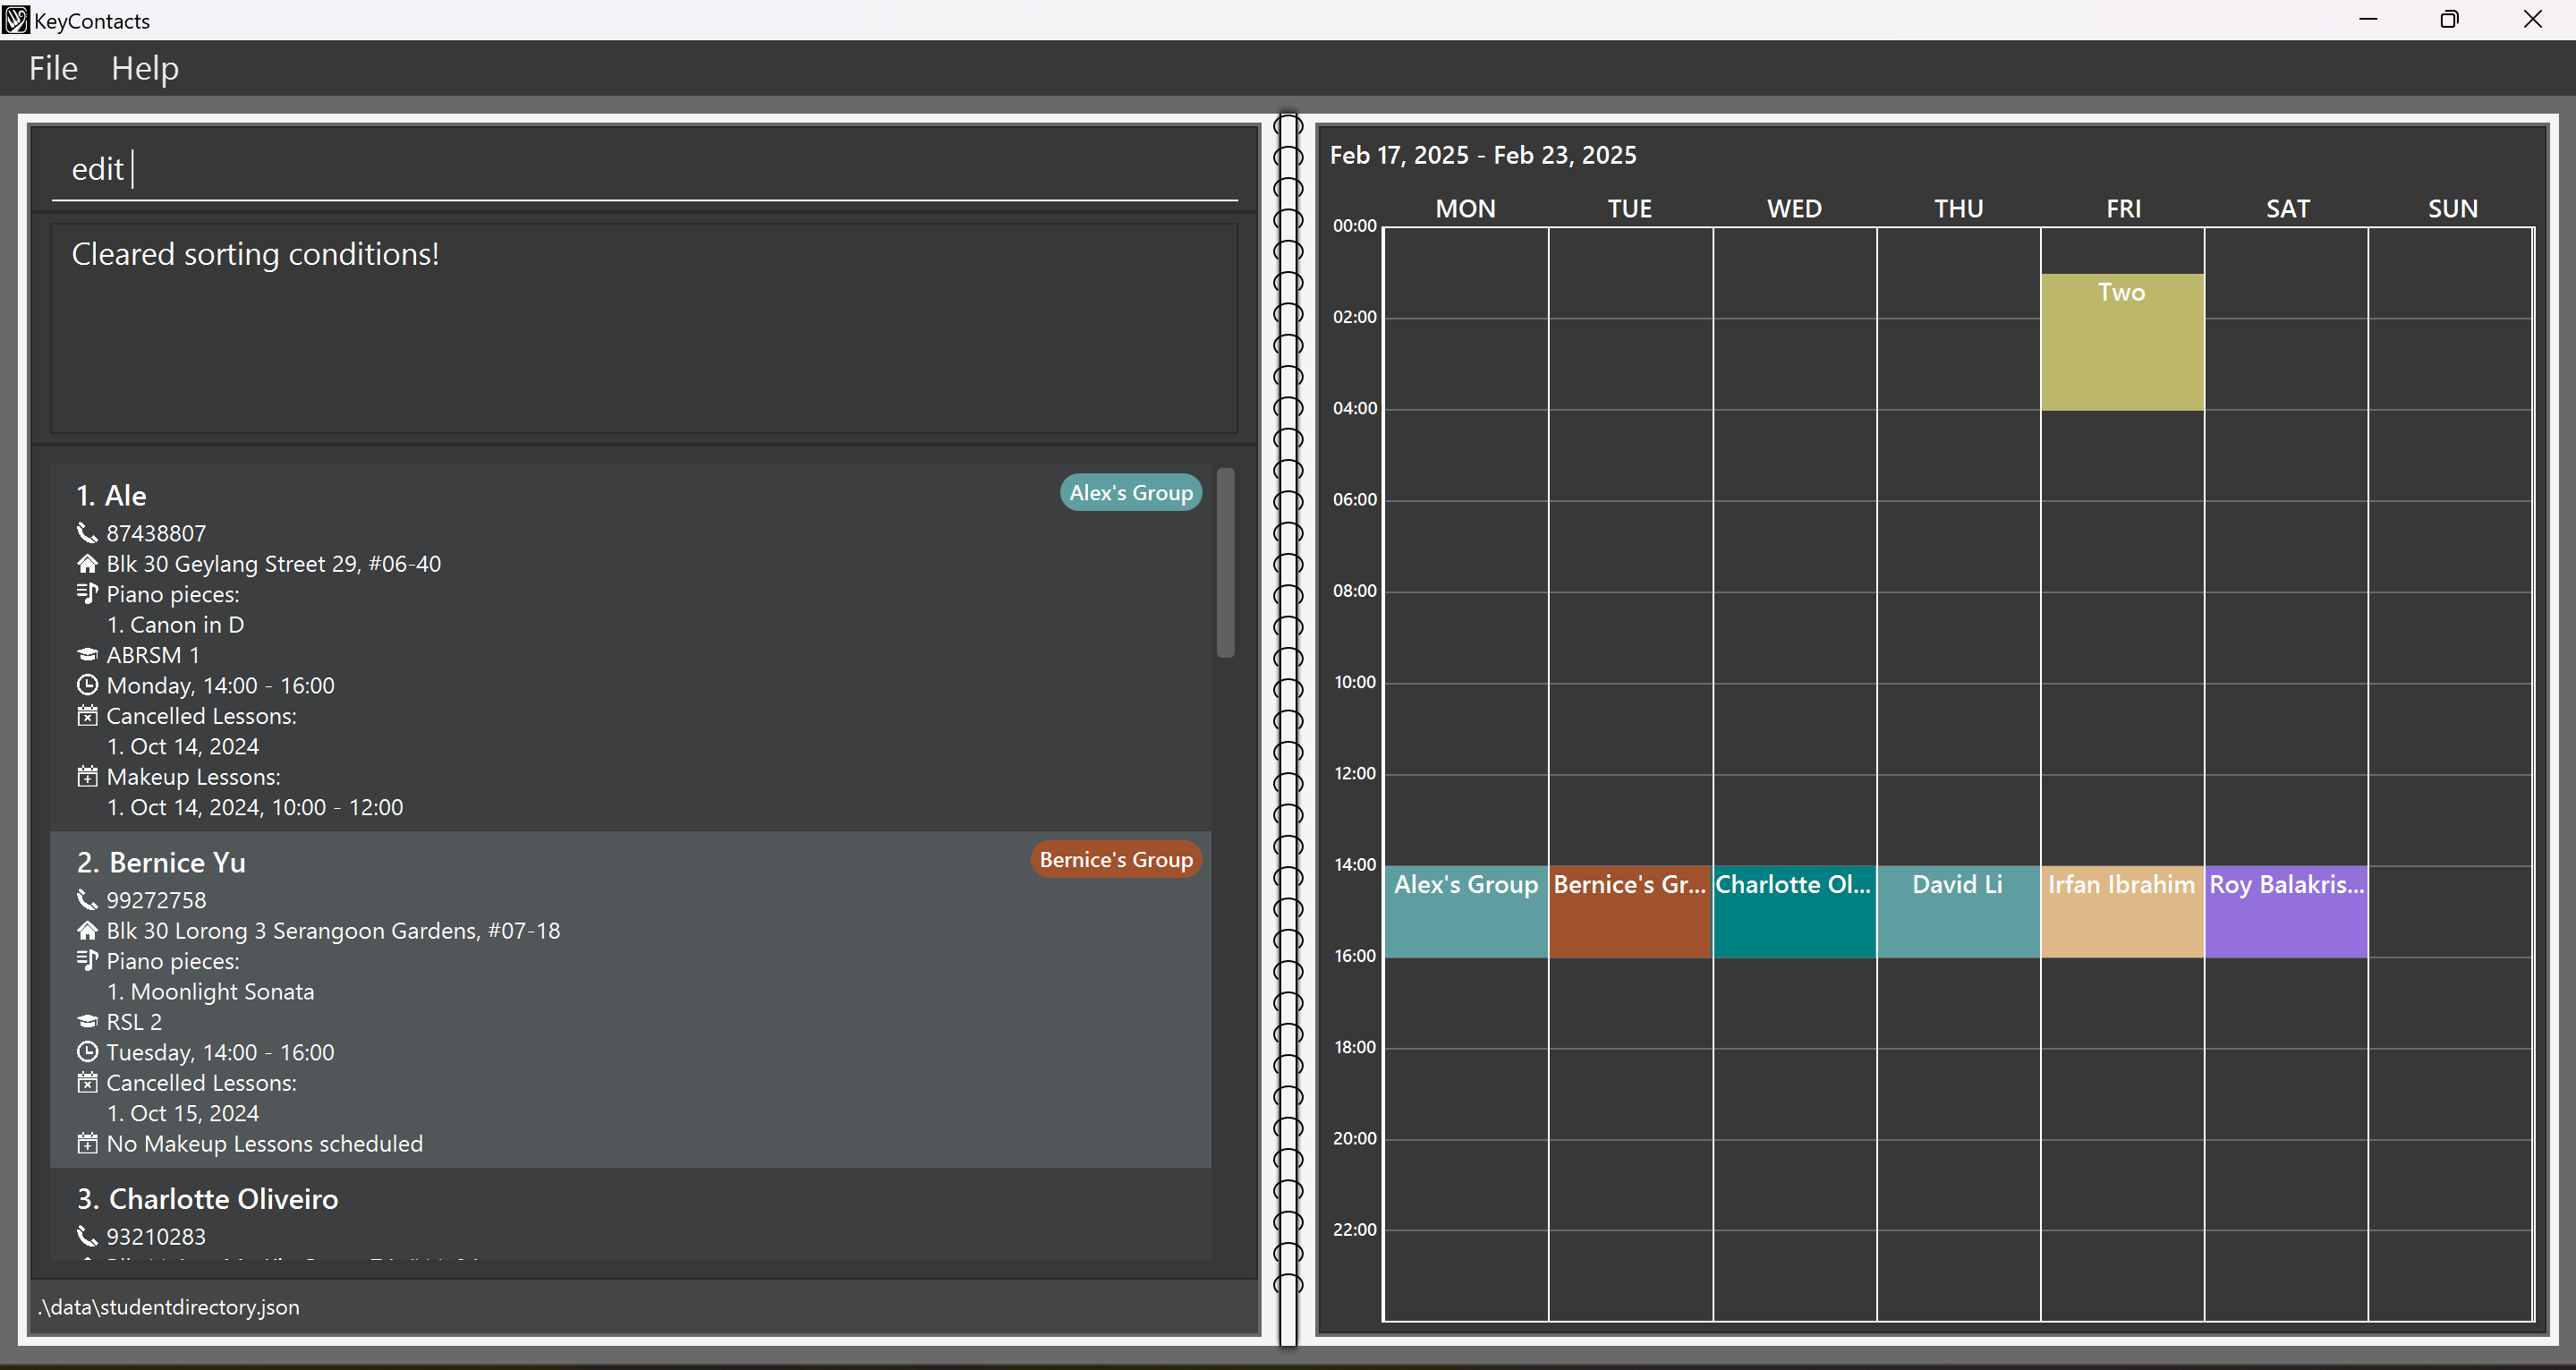 KeyContacts
File Help
edit
Cleared sorting conditions!
1. Ale
Alex's Group
87438807
Blk 30 Geylang Street 29, #06-40
Piano pieces:
1. Canon in D
ABRSM 1
Monday, 14:00 - 16:00
Cancelled Lessons:
1. Oct 14, 2024
Makeup Lessons:
1. Oct 14, 2024, 10:00 - 12:00
2. Bernice Yu
Bernice's Group
99272758
Blk 30 Lorong 3 Serangoon Gardens, #07-18
Piano pieces:
1. Moonlight Sonata
RSL 2
Tuesday, 14:00 - 16:00
Cancelled Lessons:
1. Oct 15, 2024
No Makeup Lessons scheduled
3. Charlotte Oliveiro
93210283
.\data\studentdirectory.json
Feb 17, 2025 - Feb 23, 2025
MON TUE WED THU FRI SAT SUN
00:00
Two
02:00
04:00
06:00
08:00
10:00
12:00
14:00
Alex's Group Bernice's Gr... Charlotte Ol... David Li Irfan Ibrahim Roy Balakris...
16:00
18:00
20:00
22:00